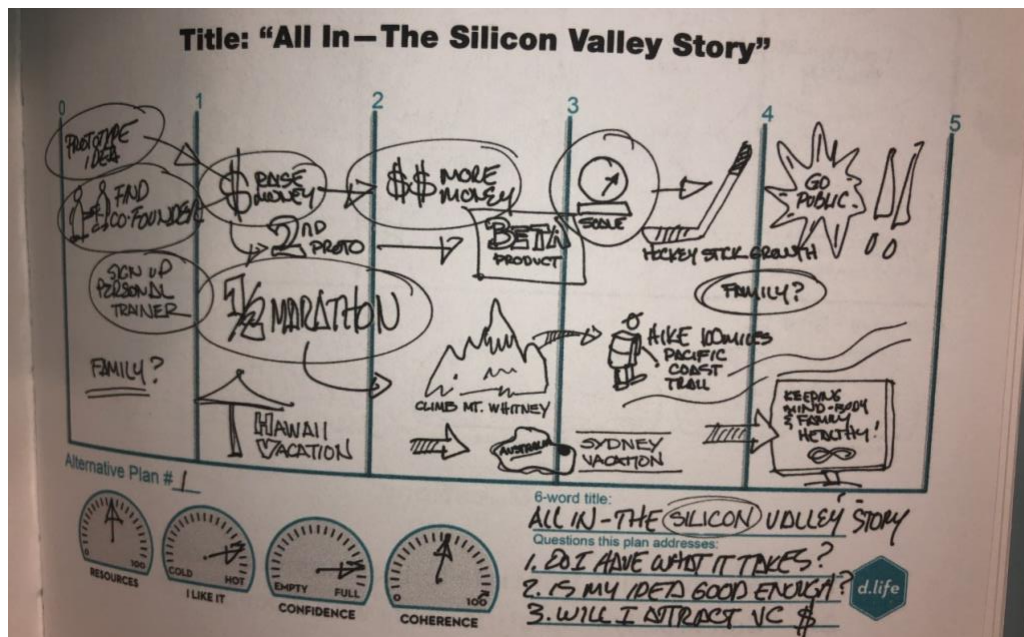 Title: “All In—The Silicon Valley Story”
0
1
2
3
4
5
PROTOTYPE
IDEA
FIND
CO-FOUNDER
SIGN UP
PERSONAL
TRAINER
FAMILY?
$ RAISE
MONEY
2ND
PROTO
1/2 MARATHON
HAWAII
VACATION
$$ MORE
MONEY
BETA
PRODUCT
CLIMB MT. WHITNEY
AUSTRALIA
SCALE
HOCKEY STICK GROWTH
FAMILY?
HIKE 100 MILES
PACIFIC
COAST
TRAIL
SYDNEY
VACATION
GO
PUBLIC
!!
KEEPING
MIND-BODY
& FAMILY
HEALTHY!
Alternative Plan # 1
0
100
RESOURCES
COLD
HOT
I LIKE IT
EMPTY
FULL
CONFIDENCE
0
100
COHERENCE
6-word title:
ALL IN-THE SILICON VALLEY STORY
Questions this plan addresses:
1. DO I HAVE WHAT IT TAKES?
2. IS MY IDEA GOOD ENOUGH?
3. WILL I ATTRACT VC $
d.life